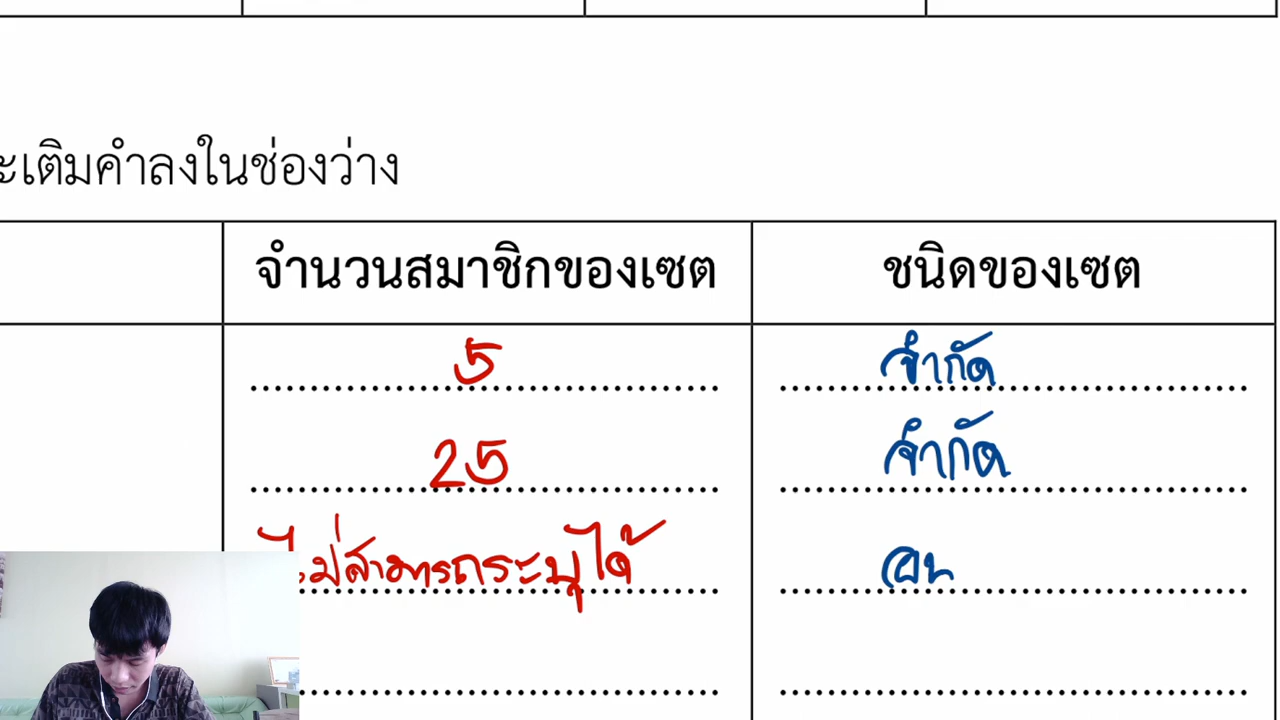 ะเติมคำลงในช่องว่าง
จำนวนสมาชิกของเซต ชนิดของเซต
5 จำกัด
25 จำกัด
ไม่สามารถระบุได้ อน